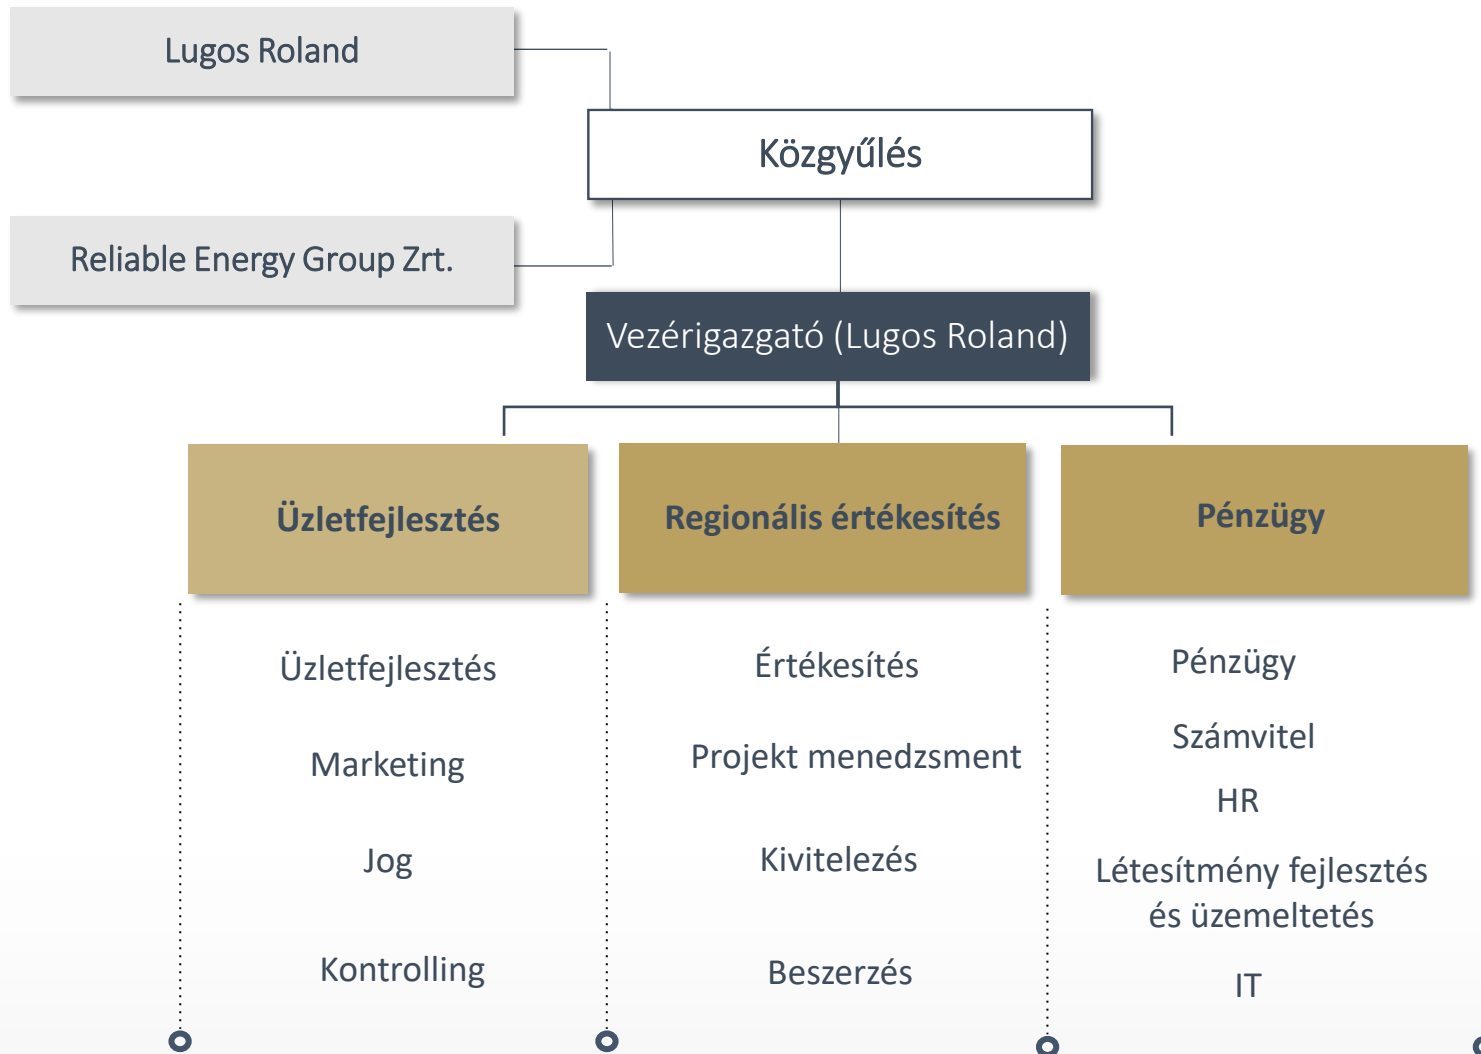 Lugos Roland
Közgyűlés
Reliable Energy Group Zrt.
Vezérigazgató (Lugos Roland)
Üzletfejlesztés
Regionális értékesítés
Pénzügy
Üzletfejlesztés
Marketing
Jog
Kontrolling
Értékesítés
Projekt menedzsment
Kivitelezés
Beszerzés
Pénzügy
Számvitel
HR
Létesítmény fejlesztés
és üzemeltetés
IT